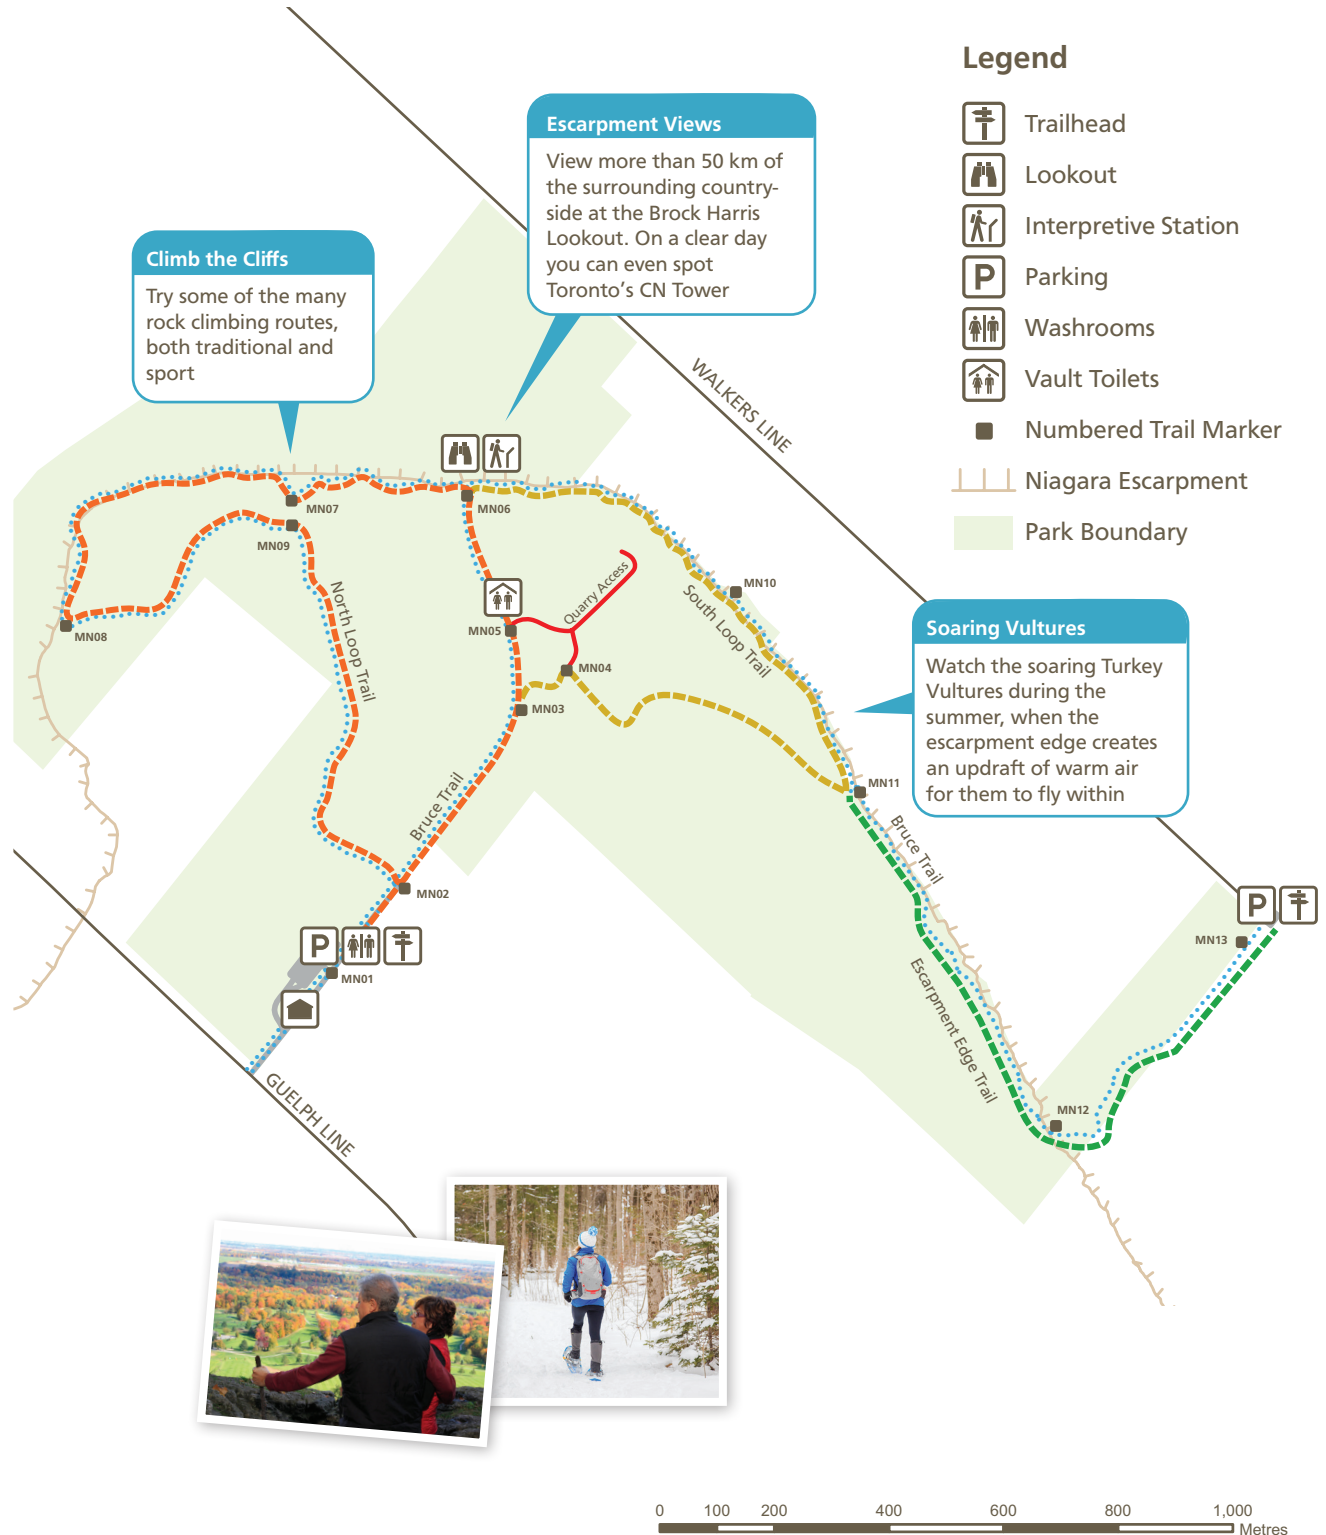 Legend
Trailhead
Lookout
Interpretive Station
P
Parking
Washrooms
Vault Toilets
Numbered Trail Marker
Niagara Escarpment
Park Boundary
Escarpment Views
View more than 50 km of
the surrounding country-
side at the Brock Harris
Lookout. On a clear day
you can even spot
Toronto's CN Tower
Climb the Cliffs
Try some of the many
rock climbing routes,
both traditional and
sport
WALKERS LINE
MN07
MN06
MN09
Quarry Access
MN10
North Loop Trail
South Loop Trail
MN08
MN05
MN04
MN03
Soaring Vultures
Watch the soaring Turkey
Vultures during the
summer, when the
escarpment edge creates
an updraft of warm air
for them to fly within
MN11
Bruce Trail
Bruce Trail
MN02
P
MN13
P
MN01
Escarpment Edge Trail
GUELPH LINE
MN12
0 100 200 400 600 800 1,000
Metres